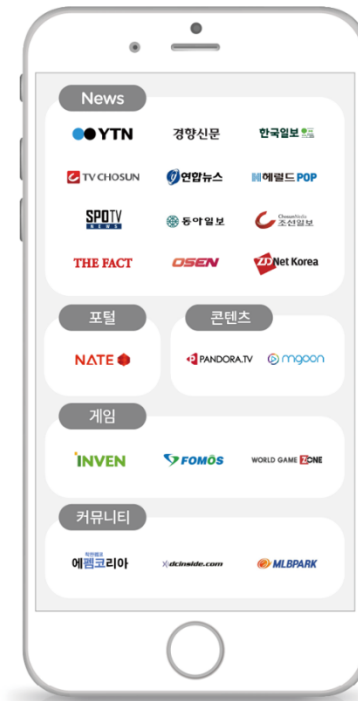 News
YTN 경향신문 한국일보
TV CHOSUN 연합뉴스 헤럴드POP
SPOTV NEWS 동아일보 조선일보
THE FACT OSEN ZDNet Korea
포털 콘텐츠
NATE PANDORA.TV mgoon
게임
INVEN FOMOS WORLD GAME ZONE
커뮤니티
에펨코리아 dcinside.com MLBPARK